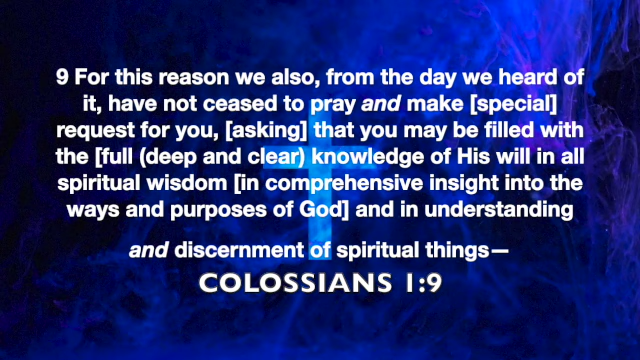 9 For this reason we also, from the day we heard of
it, have not ceased to pray and make [special]
request for you, [asking] that you may be filled with
the [full (deep and clear) knowledge of His will in all
spiritual wisdom [in comprehensive insight into the
ways and purposes of God] and in understanding
and discernment of spiritual things—
COLOSSIANS 1:9